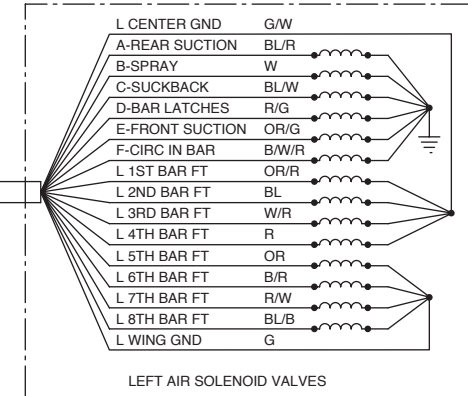 L CENTER GND G/W
A-REAR SUCTION BL/R
B-SPRAY W
C-SUCKBACK BL/W
D-BAR LATCHES R/G
E-FRONT SUCTION OR/G
F-CIRC IN BAR B/W/R
L 1ST BAR FT OR/R
L 2ND BAR FT BL
L 3RD BAR FT W/R
L 4TH BAR FT R
L 5TH BAR FT OR
L 6TH BAR FT B/R
L 7TH BAR FT R/W
L 8TH BAR FT BL/B
L WING GND G
LEFT AIR SOLENOID VALVES